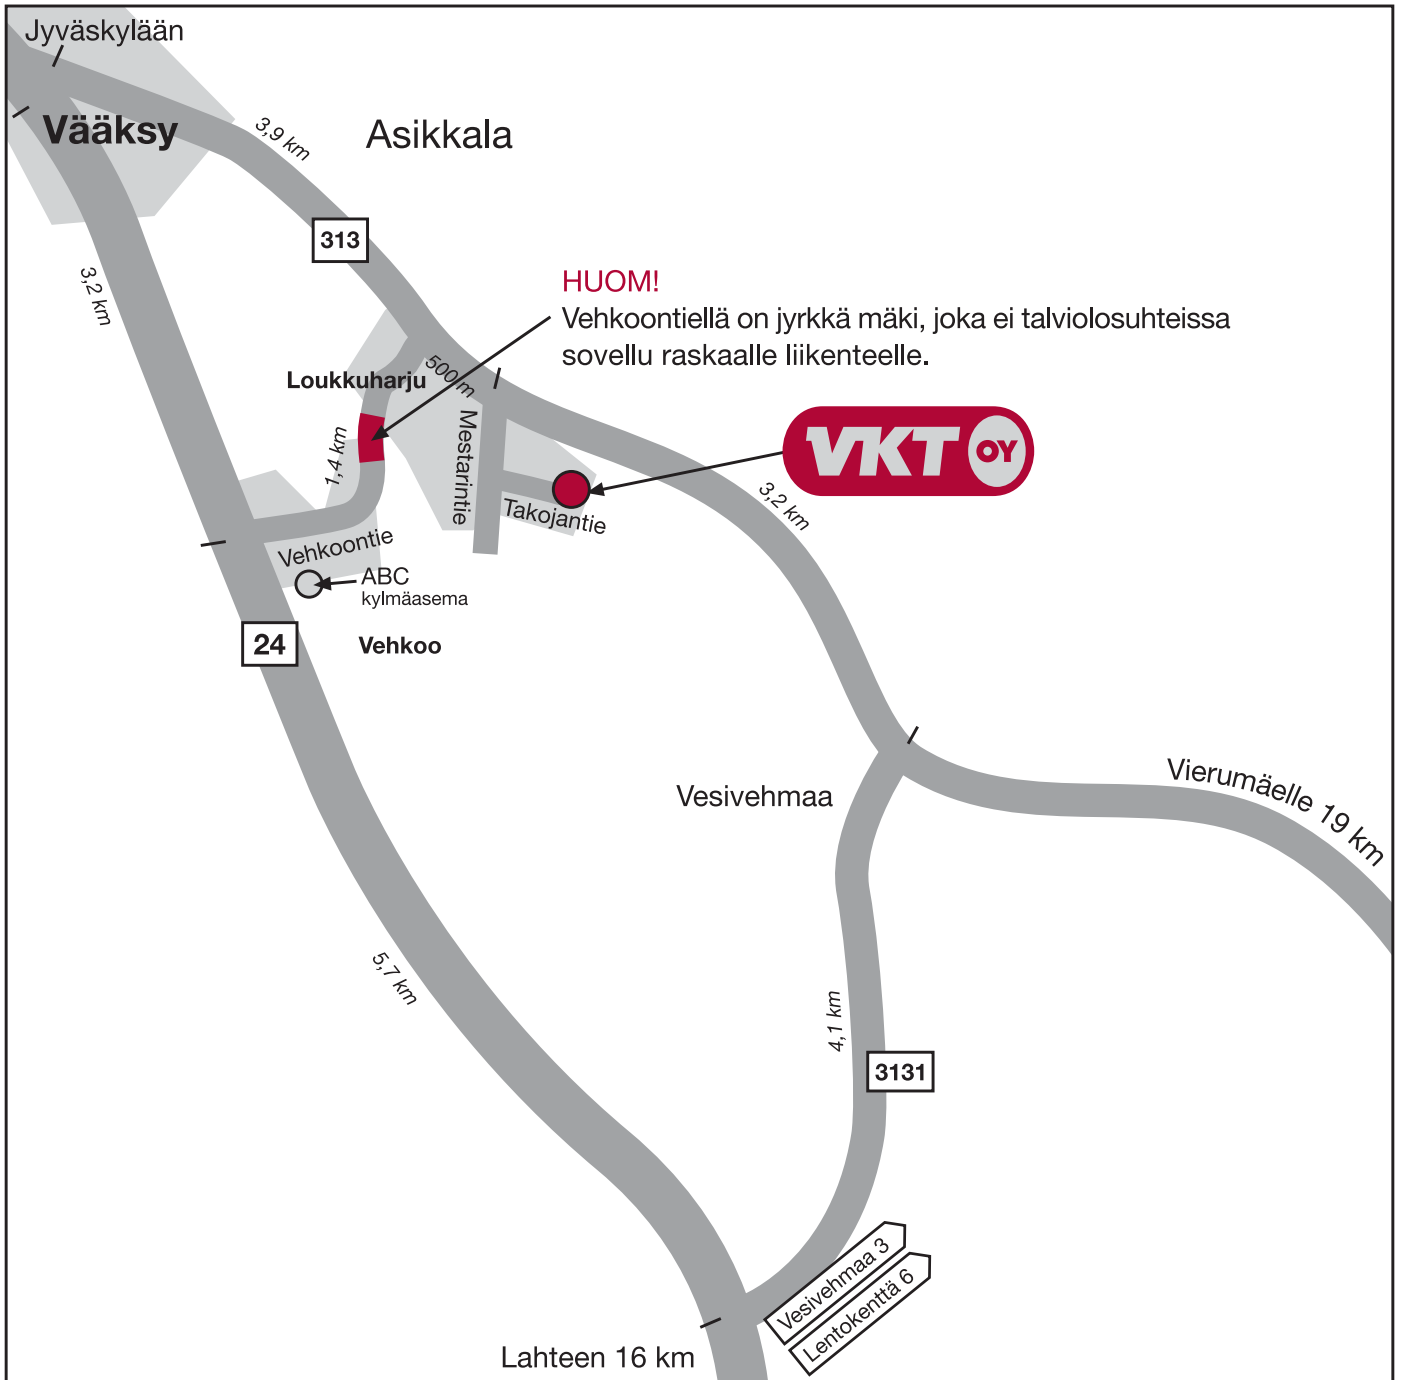 Jyväskylään
Vääksy
Asikkala
3,9 km
313
3,2 km
HUOM!
Vehkoontiellä on jyrkkä mäki, joka ei talviolosuhteissa
sovellu raskaalle liikenteelle.
500 m
Loukkuharju
Mestarintie
1,4 km
VKT OY
3,2 km
Takojantie
Vehkoontie
ABC
kylmäasema
24
Vehkoo
Vesivehmaa
Vierumäelle 19 km
5,7 km
4,1 km
3131
Vesivehmaa 3
Lentokenttä 6
Lahteen 16 km